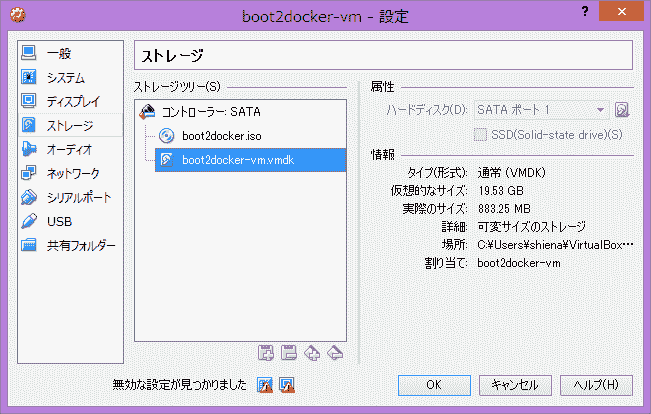 boot2docker-vm - 設定
?
一般
システム
ディスプレイ
ストレージ
オーディオ
ネットワーク
シリアルポート
USB
共有フォルダー
ストレージ
ストレージツリー(S)
コントローラー: SATA
boot2docker.iso
boot2docker-vm.vmdk
属性
ハードディスク(D): SATA ポート 1
SSD(Solid-state drive)(S)
情報
タイプ(形式): 通常 (VMDK)
仮想的なサイズ: 19.53 GB
実際のサイズ: 883.25 MB
詳細: 可変サイズのストレージ
場所: C:¥Users¥shiena¥VirtualBox…
割り当て: boot2docker-vm
無効な設定が見つかりました
OK
キャンセル
ヘルプ(H)